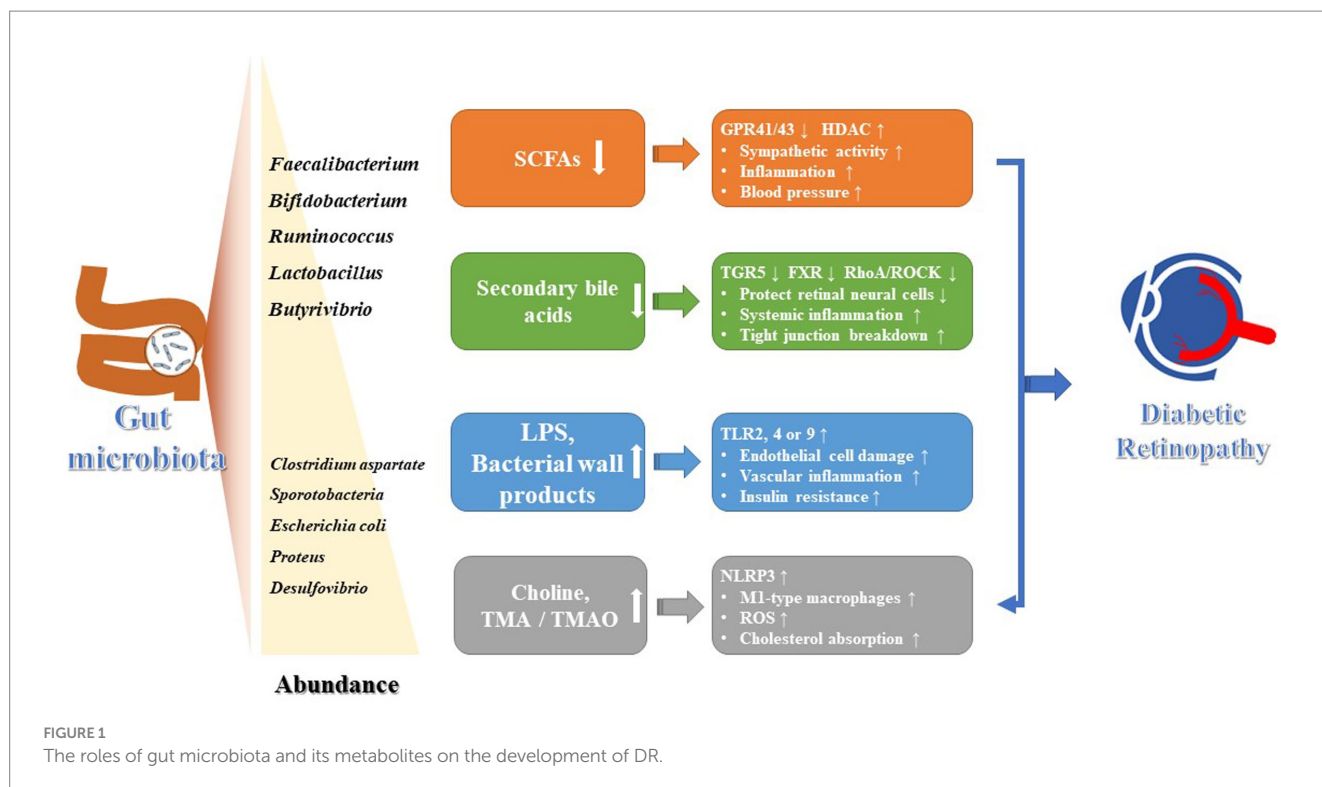 Gut
microbiota
Faecalibacterium
Bifidobacterium
Ruminococcus
Lactobacillus
Butyrivibrio
Clostridium aspartate
Sporotobacteria
Escherichia coli
Proteus
Desulfovibrio
Abundance
SCFAs ↓
GPR41/43 ↓ HDAC ↑
• Sympathetic activity ↑
• Inflammation ↑
• Blood pressure ↑
Secondary bile
acids ↓
TGR5 ↓ FXR ↓ RhoA/ROCK ↓
• Protect retinal neural cells ↓
• Systemic inflammation ↑
• Tight junction breakdown ↑
LPS,
Bacterial wall
products ↑
TLR2, 4 or 9 ↑
• Endothelial cell damage ↑
• Vascular inflammation ↑
• Insulin resistance ↑
Choline,
TMA / TMAO ↑
NLRP3 ↑
• M1-type macrophages ↑
• ROS ↑
• Cholesterol absorption ↑
Diabetic
Retinopathy
FIGURE 1
The roles of gut microbiota and its metabolites on the development of DR.